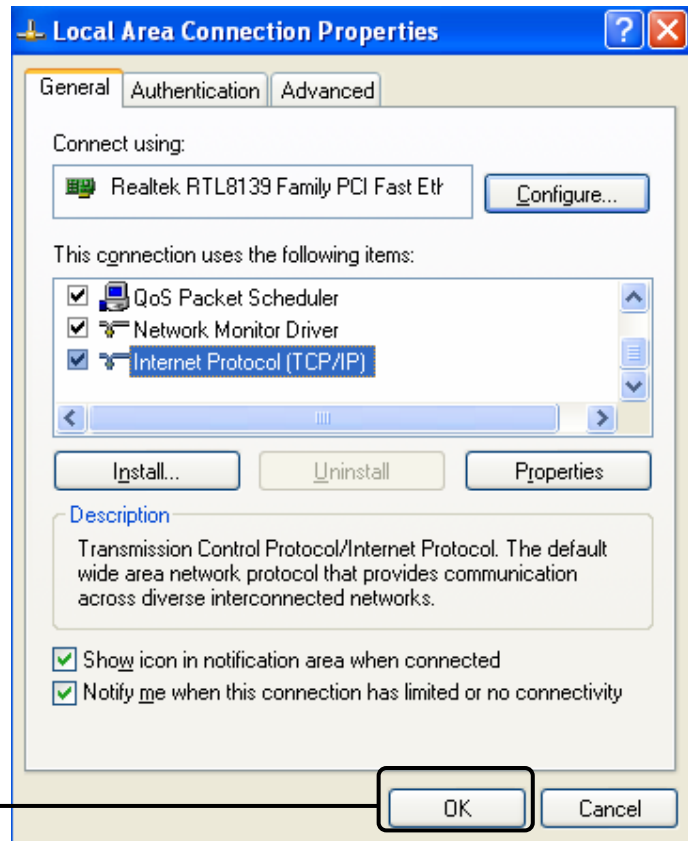 Local Area Connection Properties
General Authentication Advanced
Connect using:
Realtek RTL8139 Family PCI Fast Eth
Configure...
This connection uses the following items:
QoS Packet Scheduler
Network Monitor Driver
Internet Protocol (TCP/IP)
Install... Uninstall Properties
Description
Transmission Control Protocol/Internet Protocol. The default
wide area network protocol that provides communication
across diverse interconnected networks.
Show icon in notification area when connected
Notify me when this connection has limited or no connectivity
OK Cancel